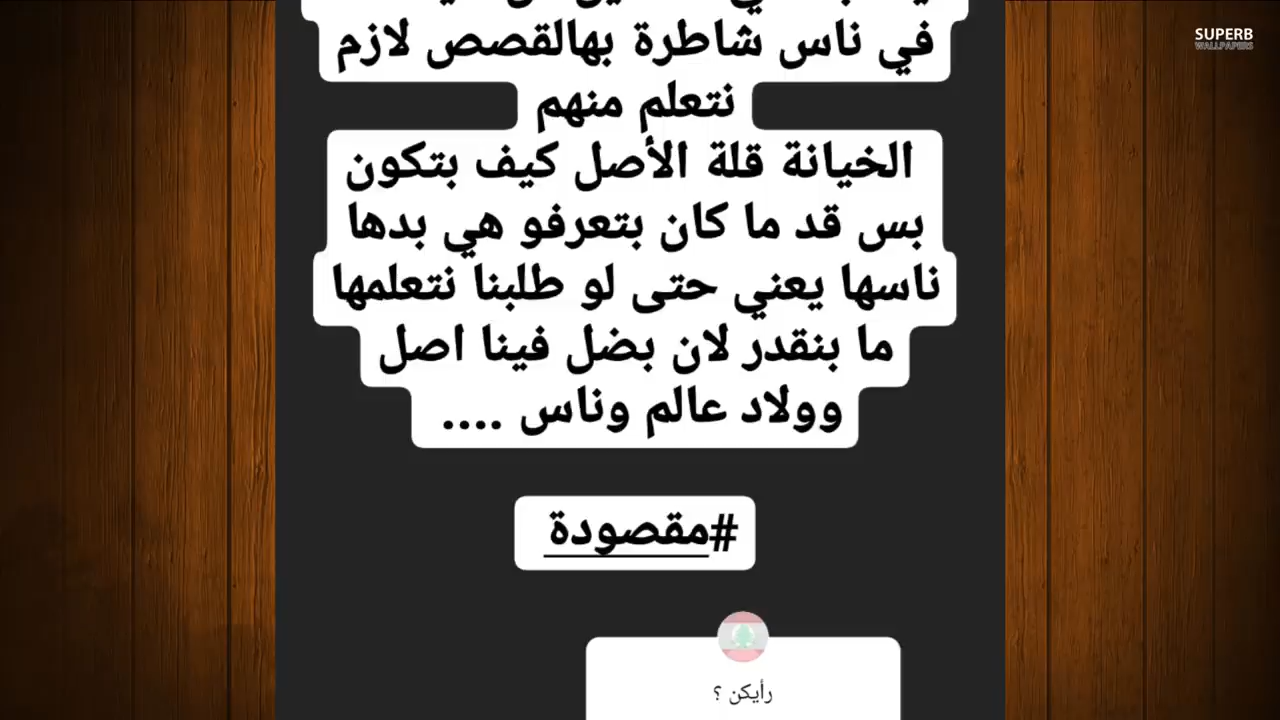 في ناس شاطرة بهالقصص لازم
نتعلم منهم
الخيانة قلة الأصل كيف بتكون
بس قد ما كان بتعرفو هي بدها
ناسها يعني حتى لو طلبنا نتعلمها
ما بنقدر لان بضل فينا اصل
وولاد عالم وناس ....
#مقصودة
رأيكن ؟
SUPERB
WALLPAPERS